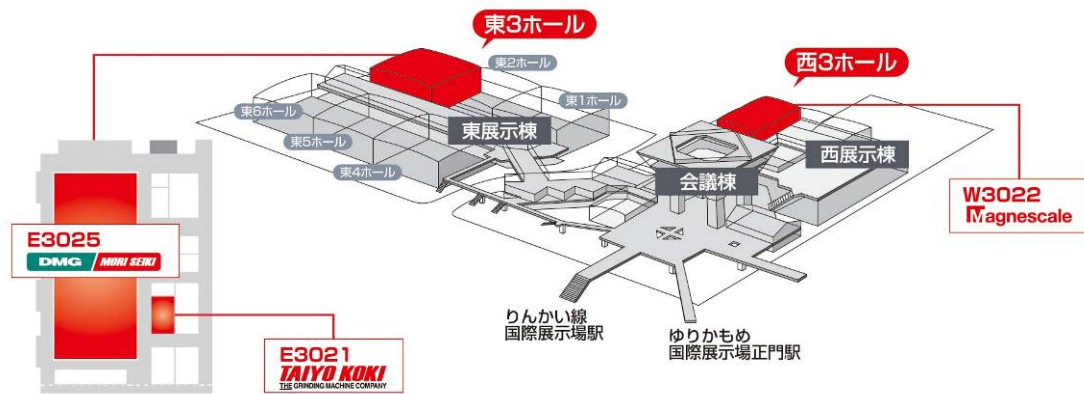 東3ホール
東2ホール
西3ホール
東1ホール
東6ホール
東展示棟
東5ホール
西展示棟
東4ホール
会議棟
W3022
Magnescale
E3025
DMG MORI SEIKI
りんかい線
国際展示場駅
ゆりかもめ
国際展示場正門駅
E3021
TAIYO KOKI
THE GRINDING MACHINE COMPANY